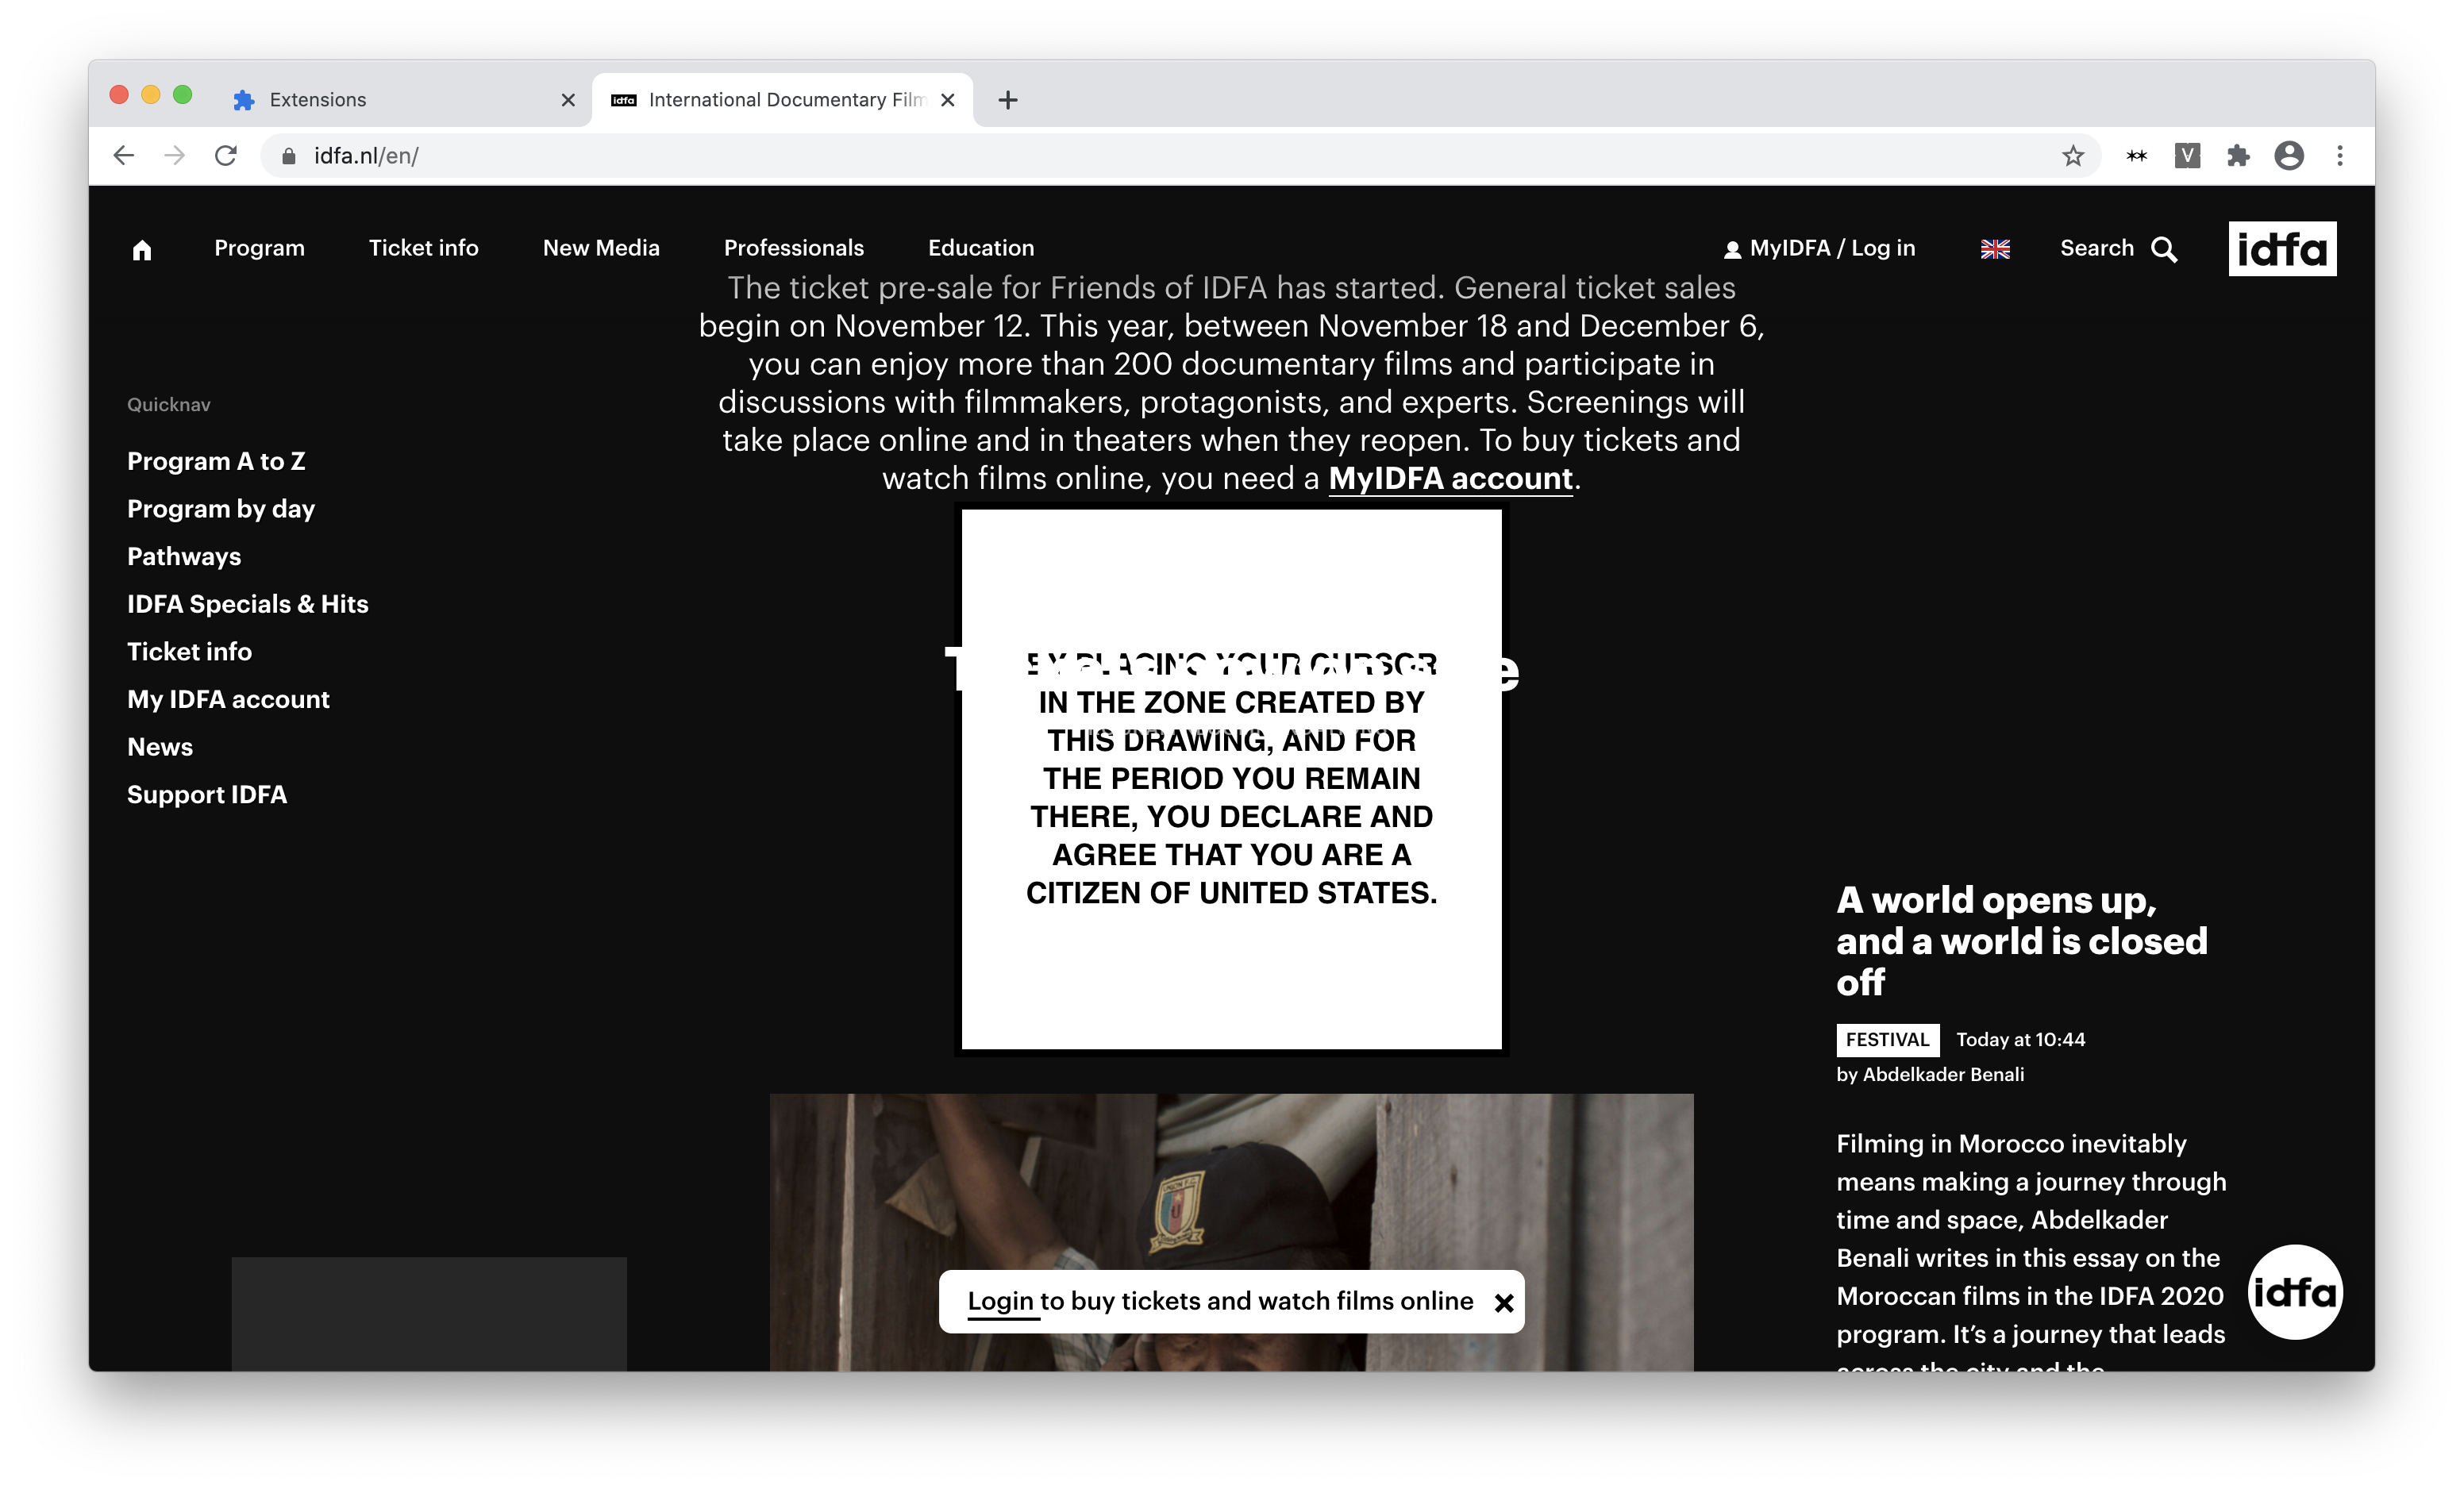 Extensions
idfa International Documentary Film
idfa.nl/en/
V
Program Ticket info New Media Professionals Education MyIDFA / Log in Search idfa
The ticket pre-sale for Friends of IDFA has started. General ticket sales
begin on November 12. This year, between November 18 and December 6,
you can enjoy more than 200 documentary films and participate in
discussions with filmmakers, protagonists, and experts. Screenings will
take place online and in theaters when they reopen. To buy tickets and
watch films online, you need a MyIDFA account.
Quicknav
Program A to Z
Program by day
Pathways
IDFA Specials & Hits
Ticket info
My IDFA account
News
Support IDFA
BY PLACING YOUR CURSOR
IN THE ZONE CREATED BY
THIS DRAWING, AND FOR
THE PERIOD YOU REMAIN
THERE, YOU DECLARE AND
AGREE THAT YOU ARE A
CITIZEN OF UNITED STATES.
A world opens up,
and a world is closed
off
FESTIVAL Today at 10:44
by Abdelkader Benali
Filming in Morocco inevitably
means making a journey through
time and space, Abdelkader
Benali writes in this essay on the
Moroccan films in the IDFA 2020
program. It’s a journey that leads
across the city and the
Login to buy tickets and watch films online
idfa